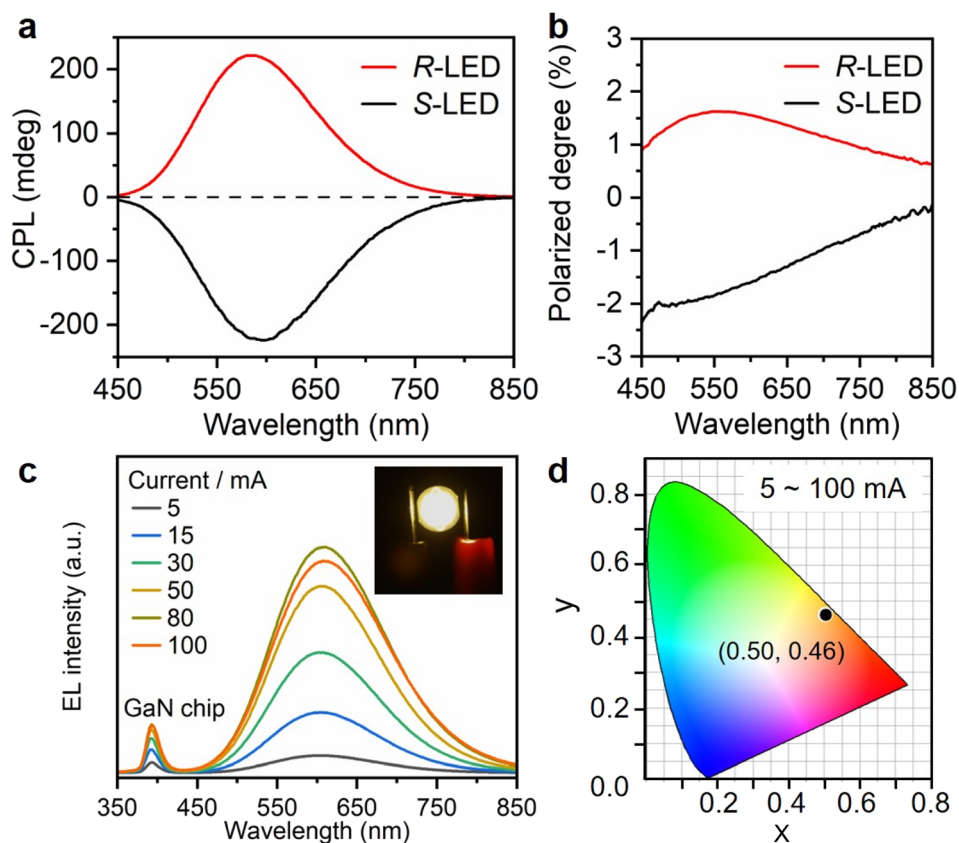 a
CPL (mdeg)
200
100
0
-100
-200
R-LED
S-LED
450 550 650 750 850
Wavelength (nm)
b
Polarized degree (%)
3
2
1
0
-1
-2
-3
R-LED
S-LED
450 550 650 750 850
Wavelength (nm)
c
EL intensity (a.u.)
Current / mA
5
15
30
50
80
100
GaN chip
350 450 550 650 750 850
Wavelength (nm)
d
y
0.8
0.6
0.4
0.2
0.0
5 ~ 100 mA
(0.50, 0.46)
0.2 0.4 0.6 0.8
X